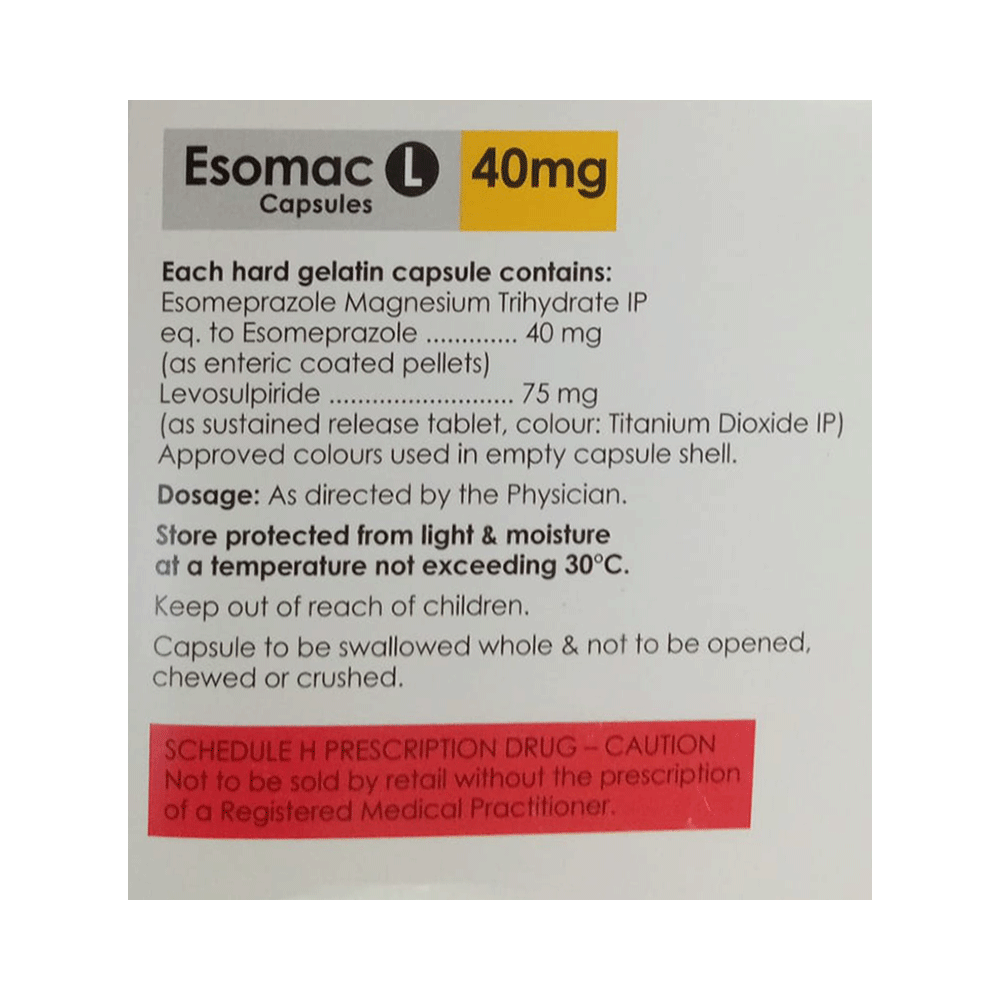 Esomac L 40mg
Capsules
Each hard gelatin capsule contains:
Esomeprazole Magnesium Trihydrate IP
eq. to Esomeprazole ............. 40 mg
(as enteric coated pellets)
Levosulpiride .......................... 75 mg
(as sustained release tablet, colour: Titanium Dioxide IP)
Approved colours used in empty capsule shell.
Dosage: As directed by the Physician.
Store protected from light & moisture
at a temperature not exceeding 30°C.
Keep out of reach of children.
Capsule to be swallowed whole & not to be opened,
chewed or crushed.
SCHEDULE H PRESCRIPTION DRUG – CAUTION
Not to be sold by retail without the prescription
of a Registered Medical Practitioner.